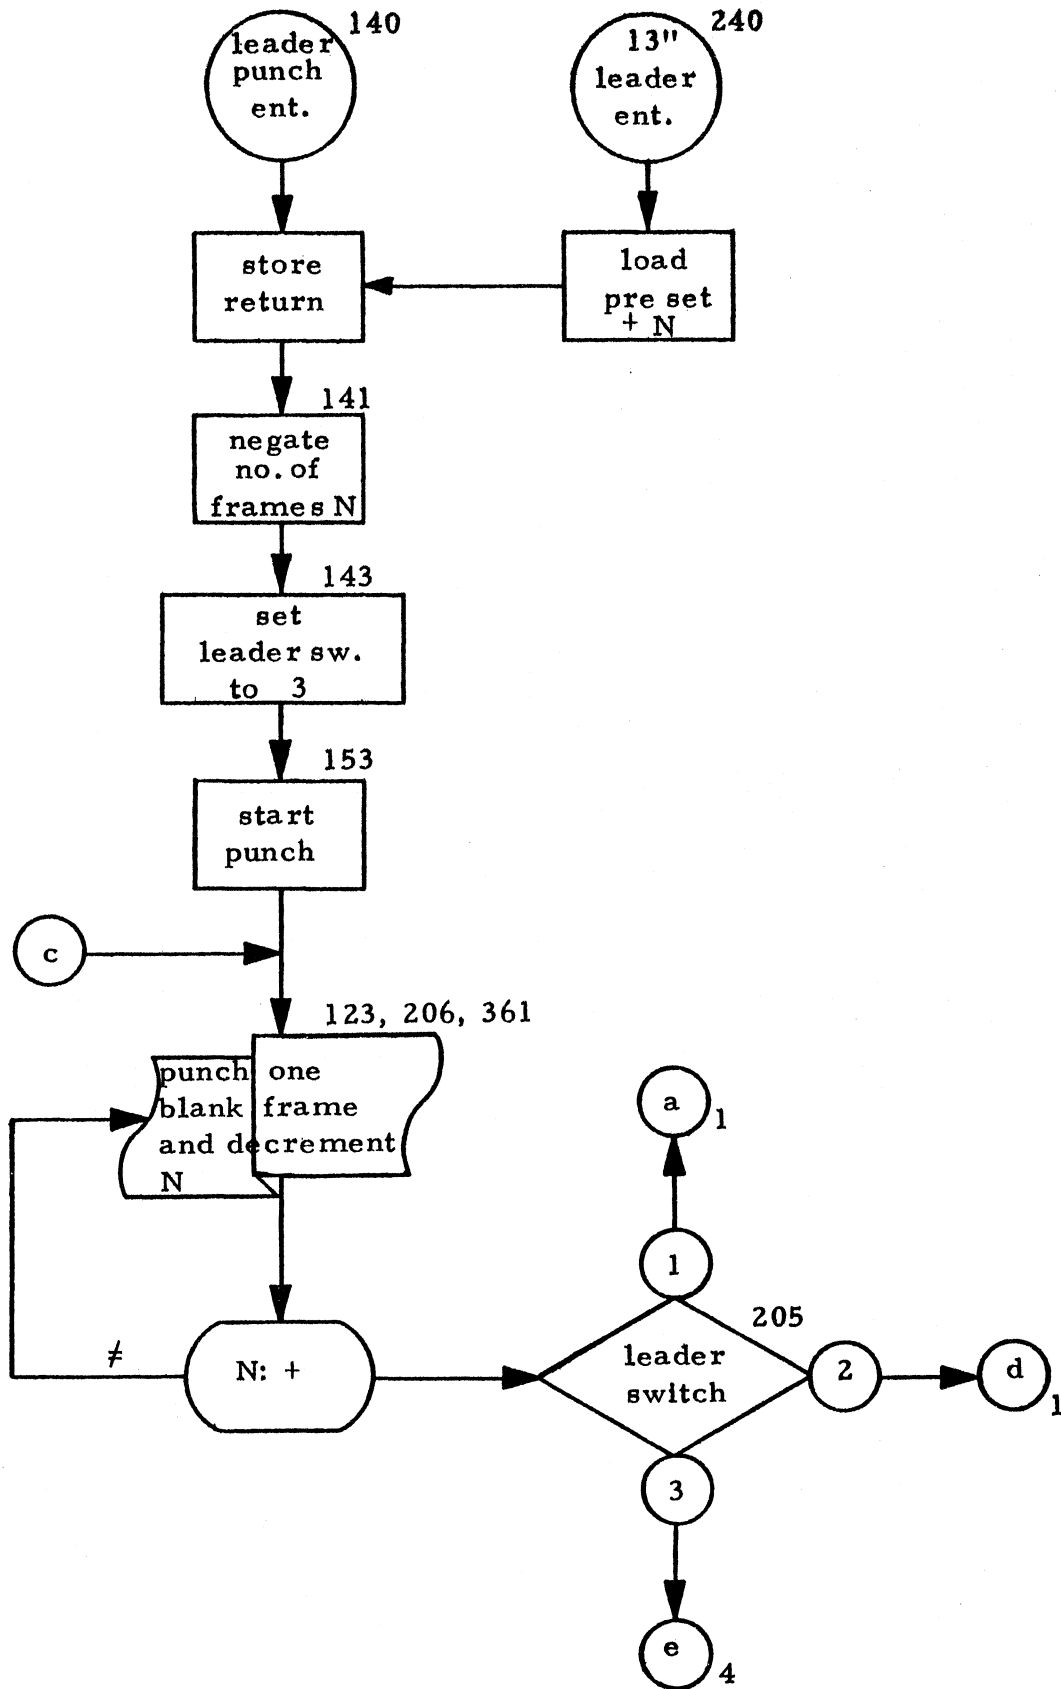 leader
punch
ent.
140
13"
leader
ent.
240
store
return
load
pre set
+ N
141
negate
no. of
frames N
143
set
leader sw.
to 3
153
start
punch
c
123, 206, 361
punch one
blank frame
and decrement
N
a
1
1
≠
N: +
205
leader
switch
2
d
1
3
e
4